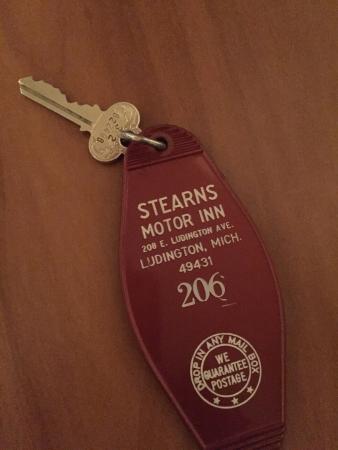 STEARNS
MOTOR INN
208 E. LUDINGTON AVE.
LUDINGTON, MICH.
49431
206
DROP IN ANY MAIL BOX
WE
GUARANTEE
POSTAGE